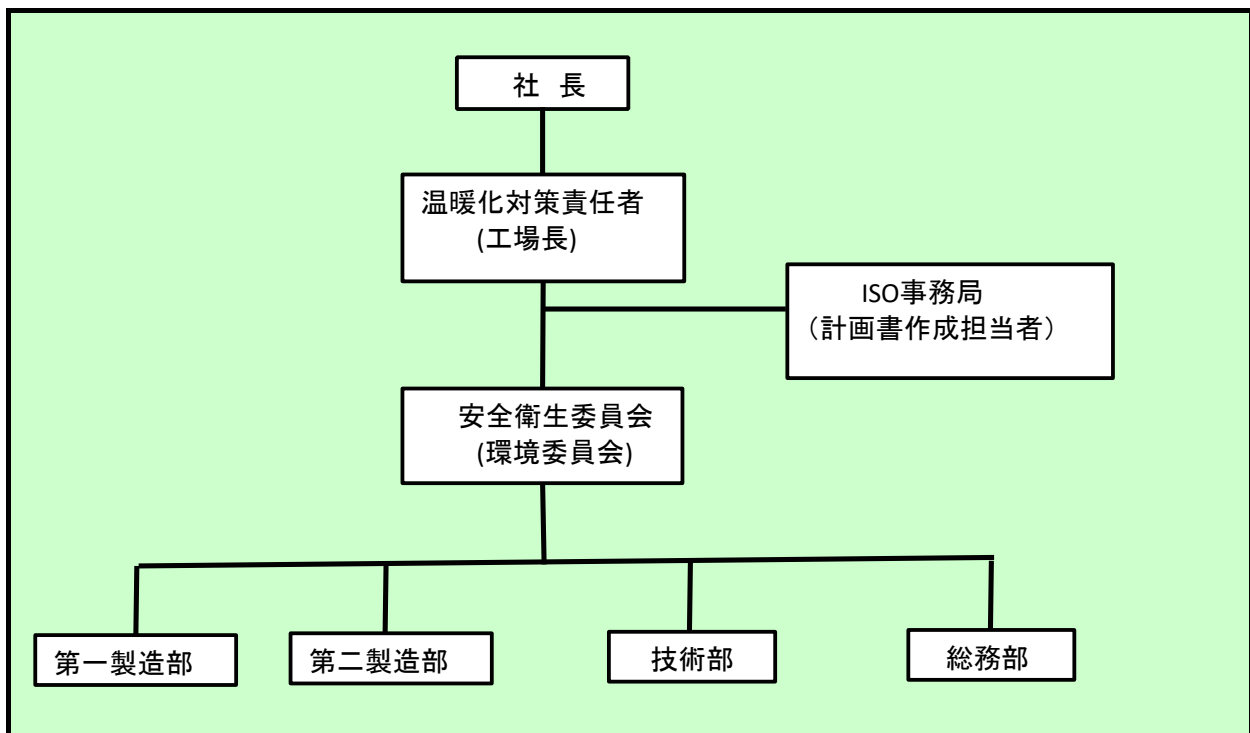 社 長
温暖化対策責任者
(工場長)
ISO事務局
（計画書作成担当者）
安全衛生委員会
(環境委員会)
第一製造部
第二製造部
技術部
総務部